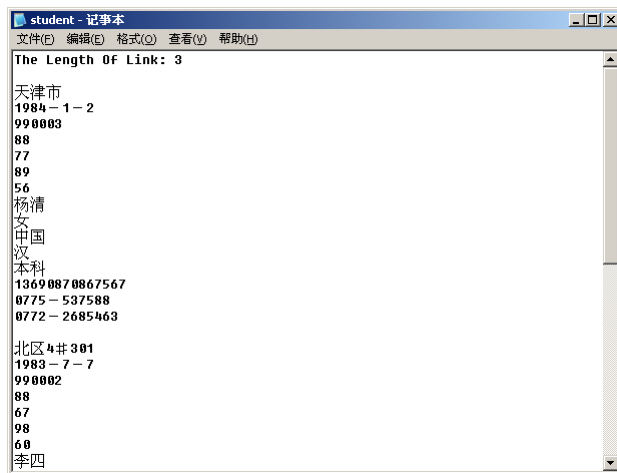 student - 记事本
文件(F) 编辑(E) 格式(O) 查看(V) 帮助(H)
The Length Of Link: 3
天津市
1984－1－2
990003
88
77
89
56
杨清
女
中国
汉
本科
13690870867567
0775－537588
0772－2685463
北区4＃301
1983－7－7
990002
88
67
98
60
李四